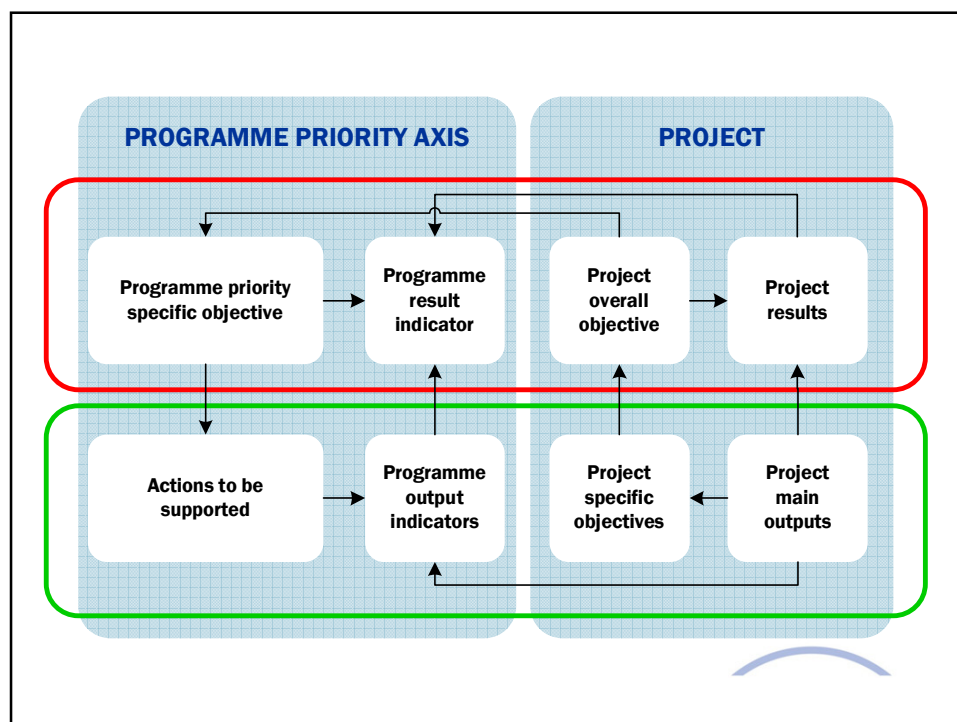 PROGRAMME PRIORITY AXIS
PROJECT
Programme priority
specific objective
Programme
result
indicator
Project
overall
objective
Project
results
Actions to be
supported
Programme
output
indicators
Project
specific
objectives
Project
main
outputs